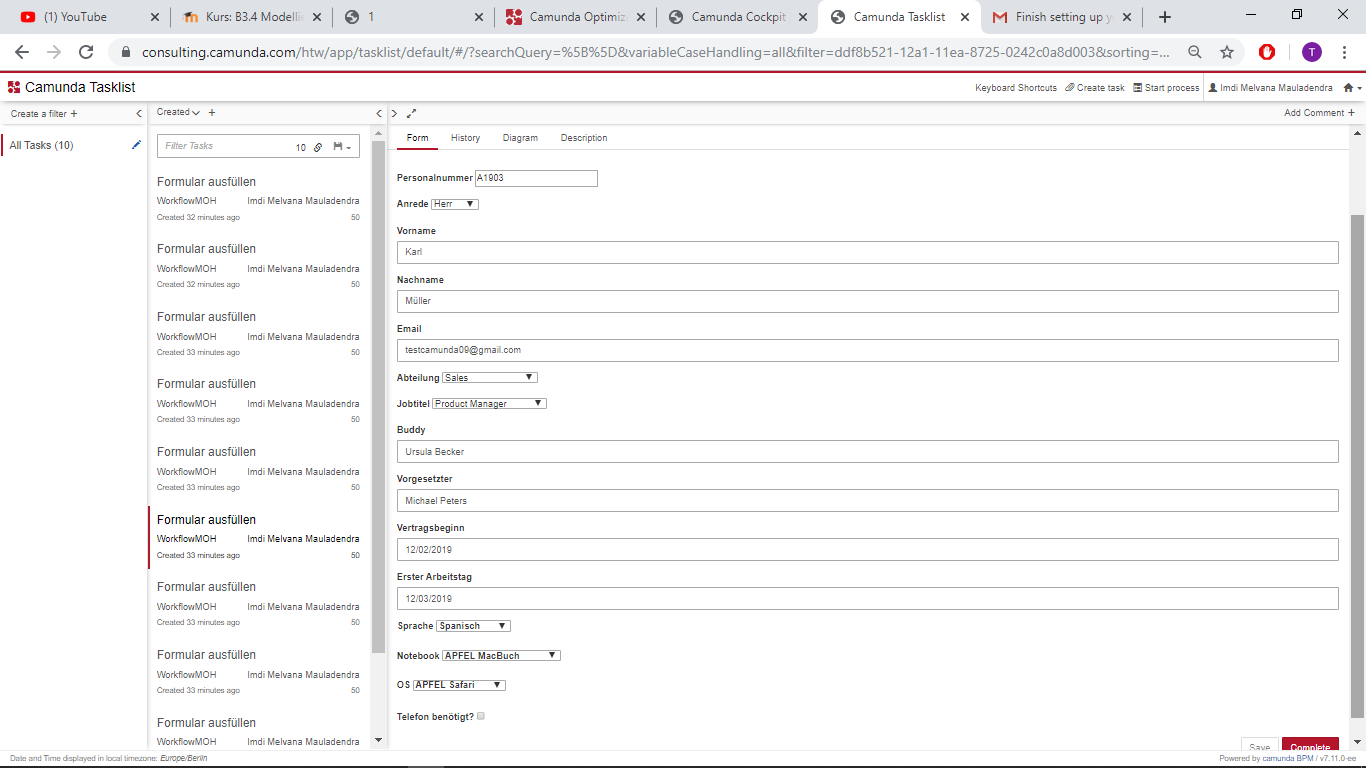 (1) YouTube
Kurs: B3.4 Modelli
1
Camunda Optimiz
Camunda Cockpit
Camunda Tasklist
Finish setting up y
consulting.camunda.com/htw/app/tasklist/default/#/?searchQuery=%5B%5D&variableCaseHandling=all&filter=ddf8b521-12a1-11ea-8725-0242c0a8d003&sorting=...
T
Camunda Tasklist
Keyboard Shortcuts
Create task
Start process
Imdi Melvana Mauladendra
Create a filter +
Created
Add Comment +
All Tasks (10)
Filter Tasks
10
Formular ausfüllen
WorkflowMOH Imdi Melvana Mauladendra
Created 32 minutes ago 50
Formular ausfüllen
WorkflowMOH Imdi Melvana Mauladendra
Created 32 minutes ago 50
Formular ausfüllen
WorkflowMOH Imdi Melvana Mauladendra
Created 33 minutes ago 50
Formular ausfüllen
WorkflowMOH Imdi Melvana Mauladendra
Created 33 minutes ago 50
Formular ausfüllen
WorkflowMOH Imdi Melvana Mauladendra
Created 33 minutes ago 50
Formular ausfüllen
WorkflowMOH Imdi Melvana Mauladendra
Created 33 minutes ago 50
Formular ausfüllen
WorkflowMOH Imdi Melvana Mauladendra
Created 33 minutes ago 50
Formular ausfüllen
WorkflowMOH Imdi Melvana Mauladendra
Created 33 minutes ago 50
Formular ausfüllen
WorkflowMOH Imdi Melvana Mauladendra
Form History Diagram Description
Personalnummer A1903
Anrede Herr
Vorname
Karl
Nachname
Müller
Email
testcamunda09@gmail.com
Abteilung Sales
Jobtitel Product Manager
Buddy
Ursula Becker
Vorgesetzter
Michael Peters
Vertragsbeginn
12/02/2019
Erster Arbeitstag
12/03/2019
Sprache Spanisch
Notebook APFEL MacBuch
OS APFEL Safari
Telefon benötigt?
Save Complete
Date and Time displayed in local timezone: Europe/Berlin
Powered by camunda BPM / v7.11.0-ee